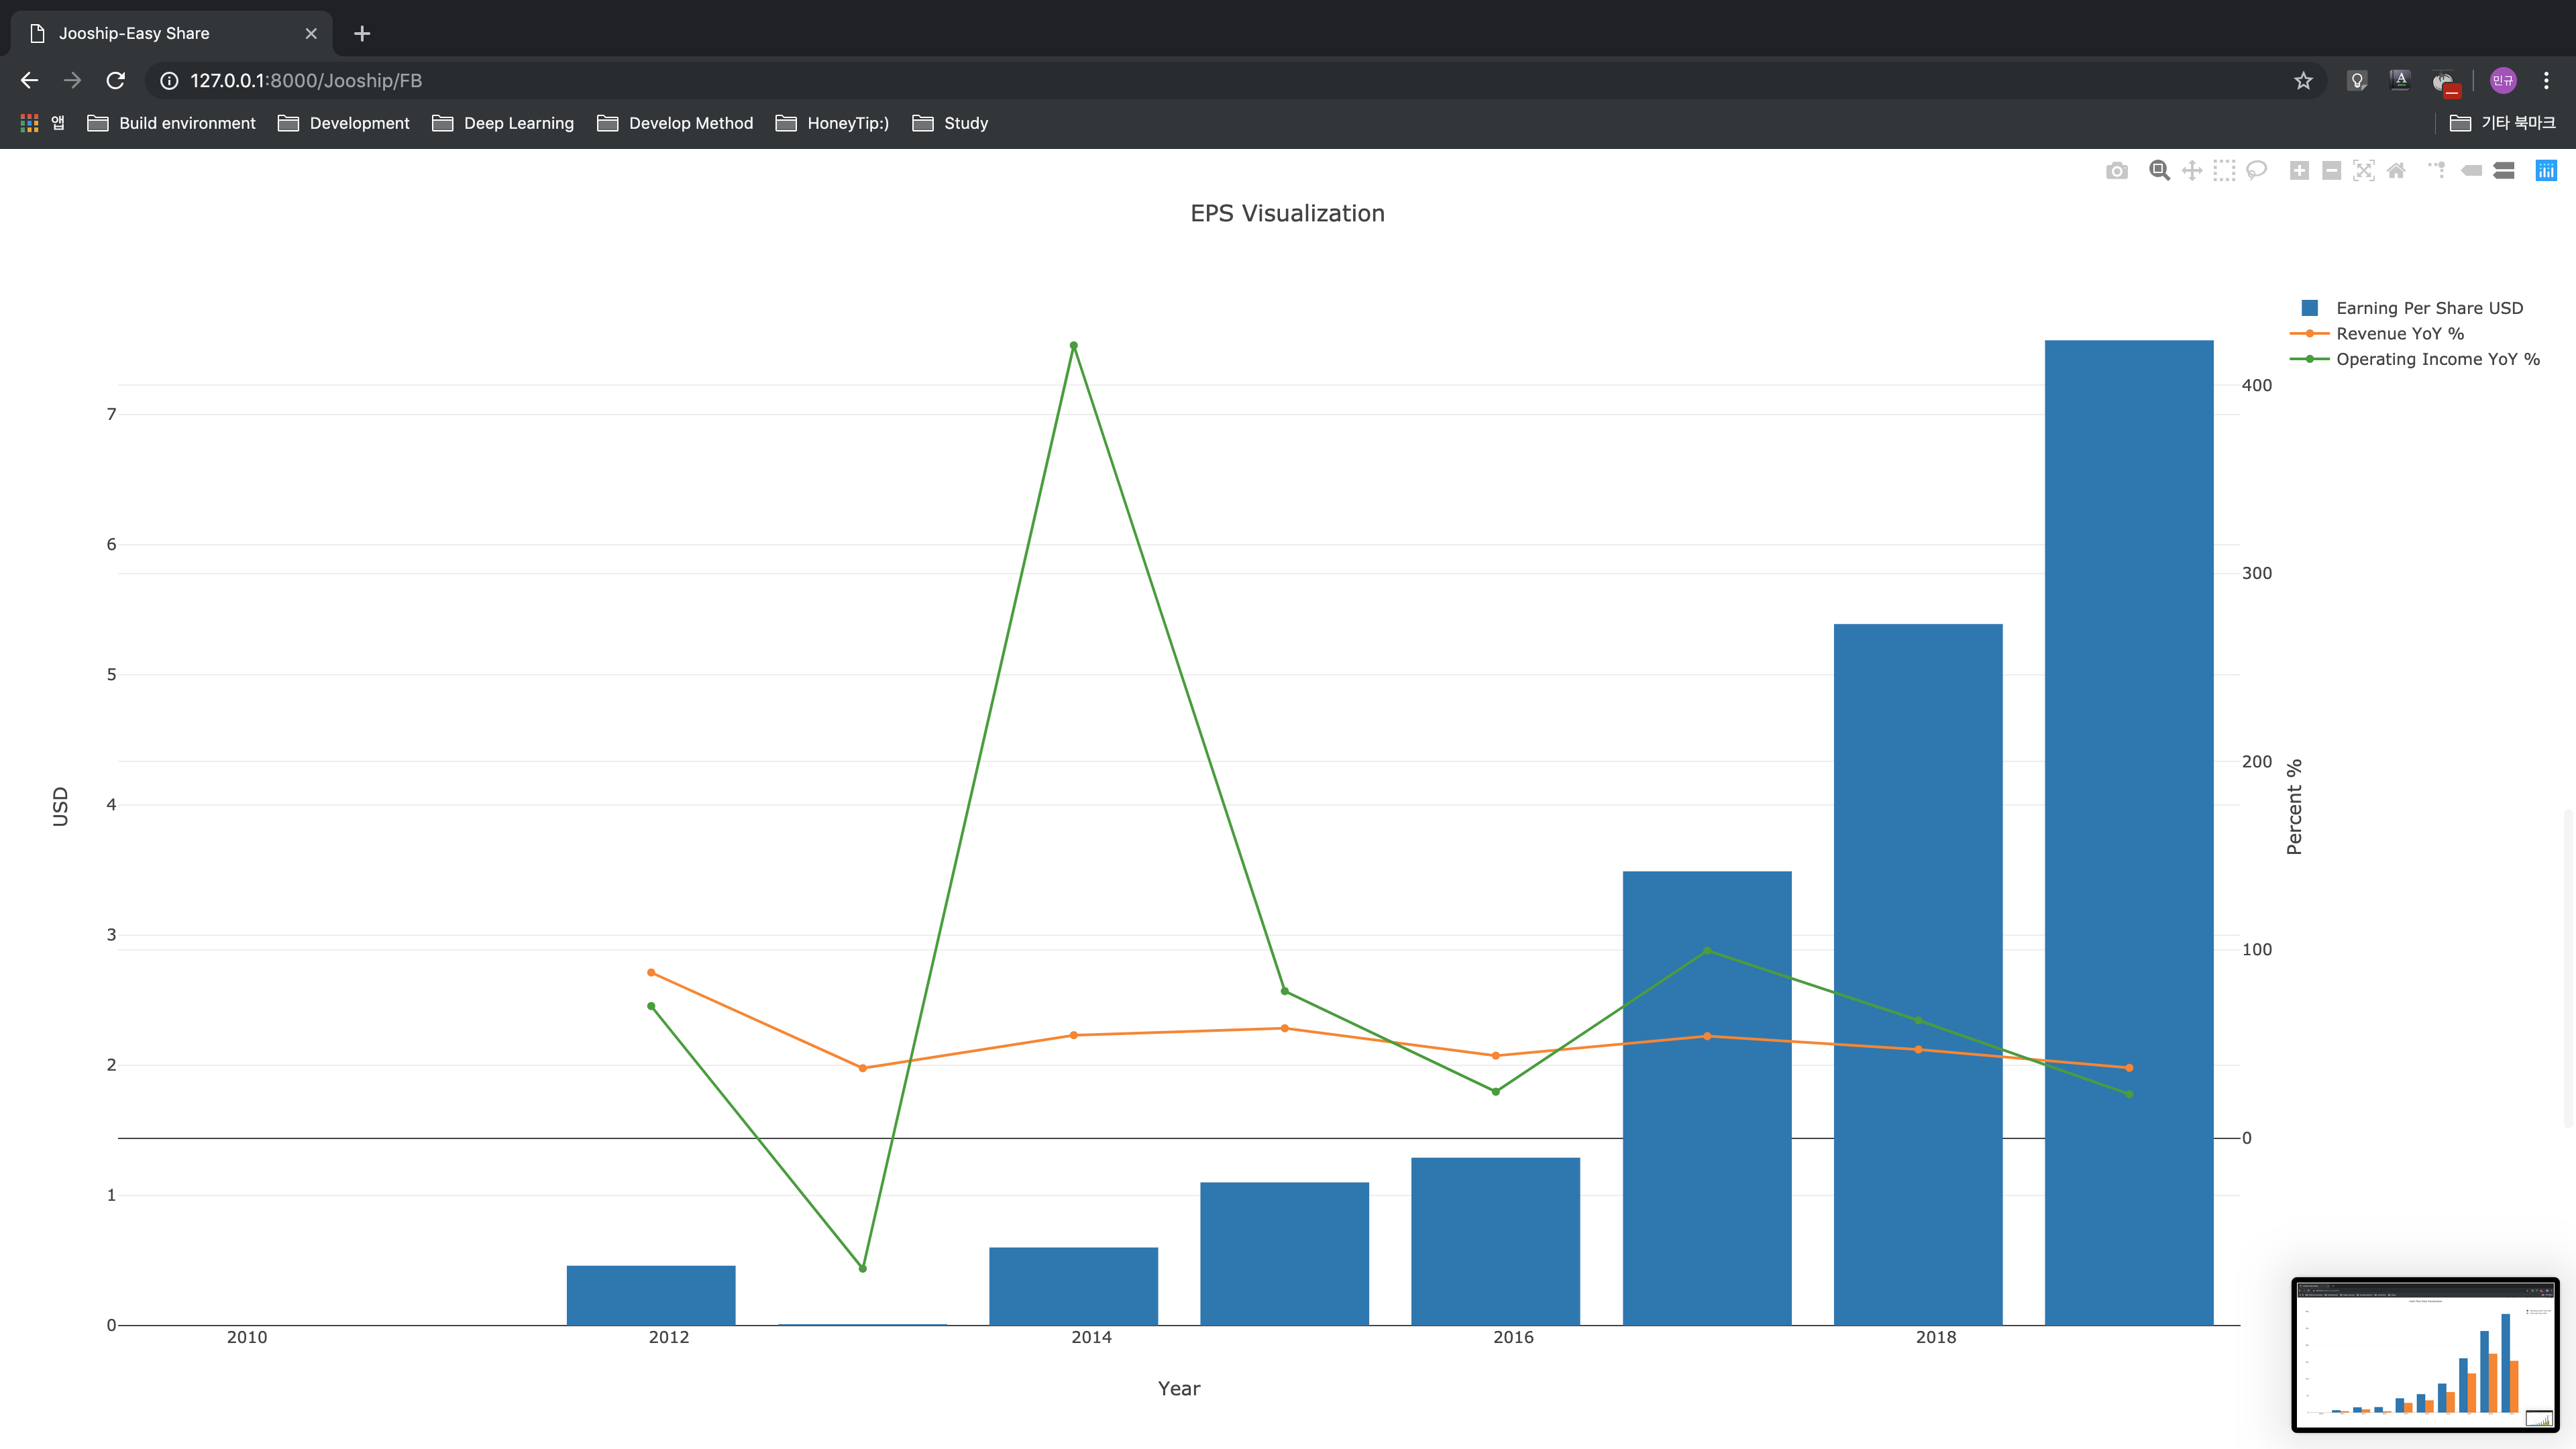 Jooship-Easy Share
127.0.0.1:8000/Jooship/FB
민규
앱 Build environment Development Deep Learning Develop Method HoneyTip:) Study 기타 북마크
EPS Visualization
Earning Per Share USD
Revenue YoY %
Operating Income YoY %
7
6
5
4
3
2
1
0
USD
400
300
200
100
0
Percent %
2010 2012 2014 2016 2018
Year